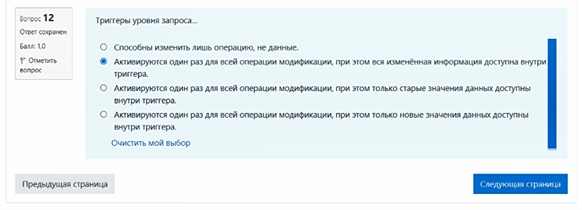 Вопрос 12
Ответ сохранен
Балл: 1,0
Отметить
вопрос
Триггеры уровня запроса...
Способны изменить лишь операцию, не данные.
Активируются один раз для всей операции модификации, при этом вся изменённая информация доступна внутри
триггера.
Активируются один раз для всей операции модификации, при этом только старые значения данных доступны
внутри триггера.
Активируются один раз для всей операции модификации, при этом только новые значения данных доступны
внутри триггера.
Очистить мой выбор
Предыдущая страница
Следующая страница